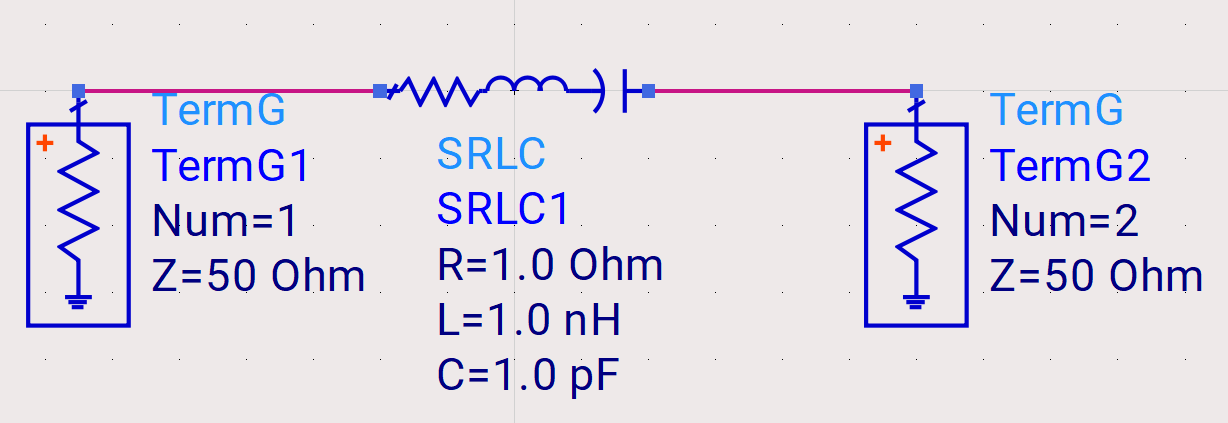 TermG
TermG1
Num=1
Z=50 Ohm
SRLC
SRLC1
R=1.0 Ohm
L=1.0 nH
C=1.0 pF
TermG
TermG2
Num=2
Z=50 Ohm